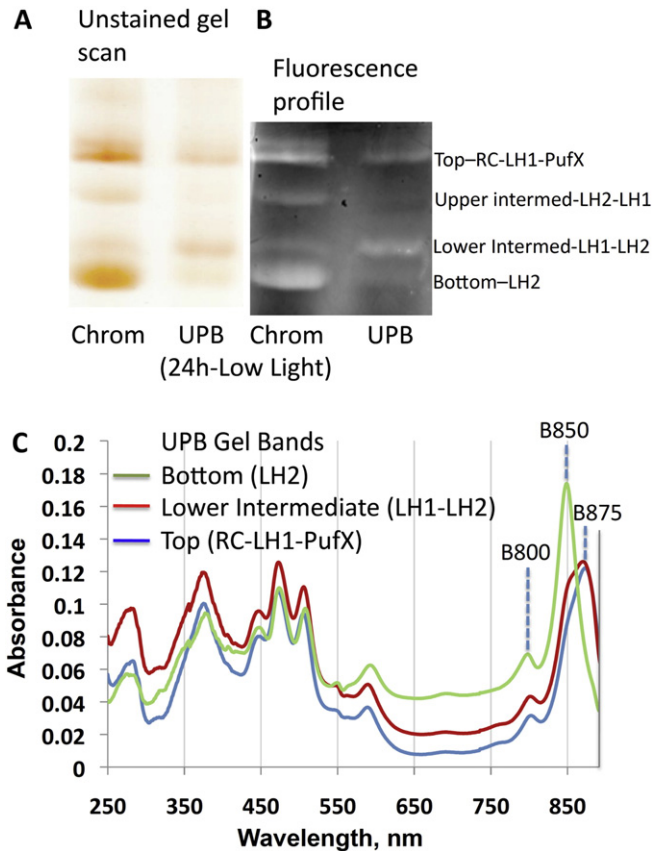 A
Unstained gel
scan
B
Fluorescence
profile
Top–RC-LH1-PufX
Upper intermed-LH2-LH1
Lower Intermed-LH1-LH2
Bottom–LH2
Chrom UPB Chrom UPB
(24h-Low Light)
C
UPB Gel Bands
Bottom (LH2)
Lower Intermediate (LH1-LH2)
Top (RC-LH1-PufX)
B850
B875
B800
Absorbance
0.2
0.18
0.16
0.14
0.12
0.1
0.08
0.06
0.04
0.02
0
250 350 450 550 650 750 850
Wavelength, nm